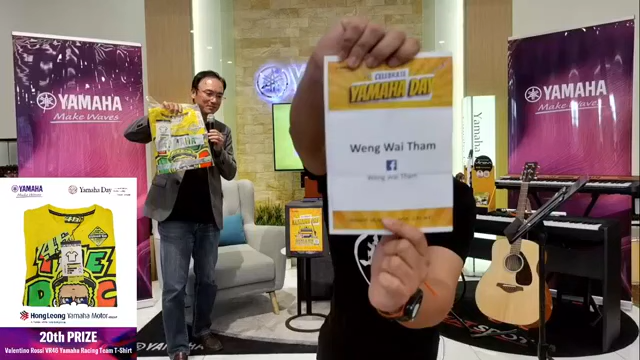 YAMAHA
Make Waves
CELEBRATE
YAMAHA DAY
Weng Wai Tham
Weng Wai Tham
YAMAHA
Make Waves
Yamaha
YAMAHA
Yamaha Day
HongLeong Yamaha Motor
20th PRIZE
Valentino Rossi VR46 Yamaha Racing Team T-Shirt